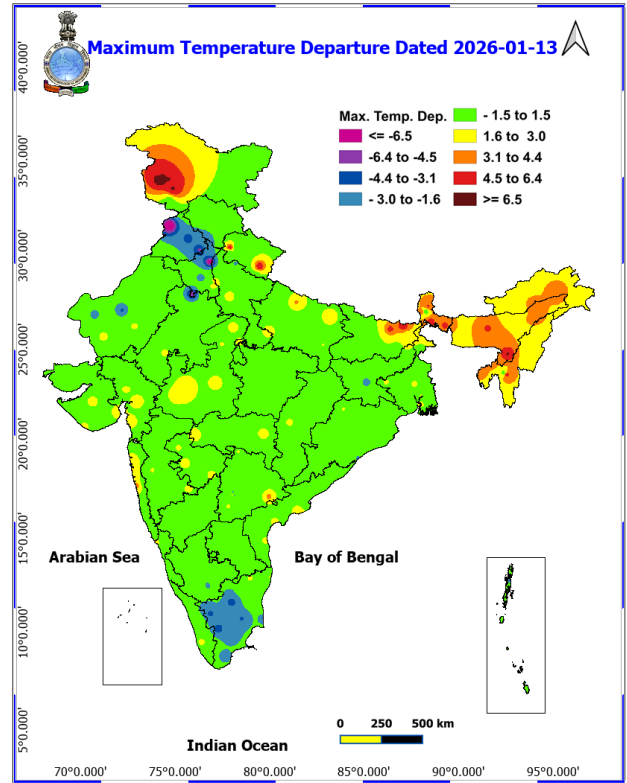 Maximum Temperature Departure Dated 2026-01-13
Max. Temp. Dep.
<= -6.5
-6.4 to -4.5
-4.4 to -3.1
- 3.0 to -1.6
- 1.5 to 1.5
1.6 to 3.0
3.1 to 4.4
4.5 to 6.4
>= 6.5
40°0.000'
35°0.000'
30°0.000'
25°0.000'
20°0.000'
15°0.000'
10°0.000'
5°0.000'
Arabian Sea
Bay of Bengal
Indian Ocean
0 250 500 km
70°0.000' 75°0.000' 80°0.000' 85°0.000' 90°0.000' 95°0.000'